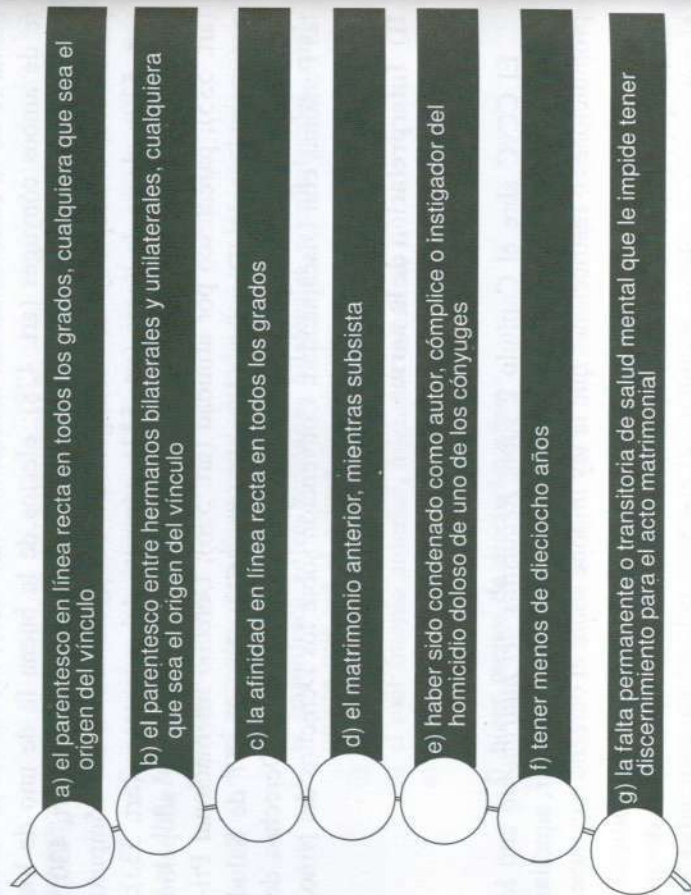 a) el parentesco en línea recta en todos los grados, cualquiera que sea el
origen del vínculo
b) el parentesco entre hermanos bilaterales y unilaterales, cualquiera
que sea el origen del vínculo
c) la afinidad en línea recta en todos los grados
d) el matrimonio anterior, mientras subsista
e) haber sido condenado como autor, cómplice o instigador del
homicidio doloso de uno de los cónyuges
f) tener menos de dieciocho años
g) la falta permanente o transitoria de salud mental que le impide tener
discernimiento para el acto matrimonial